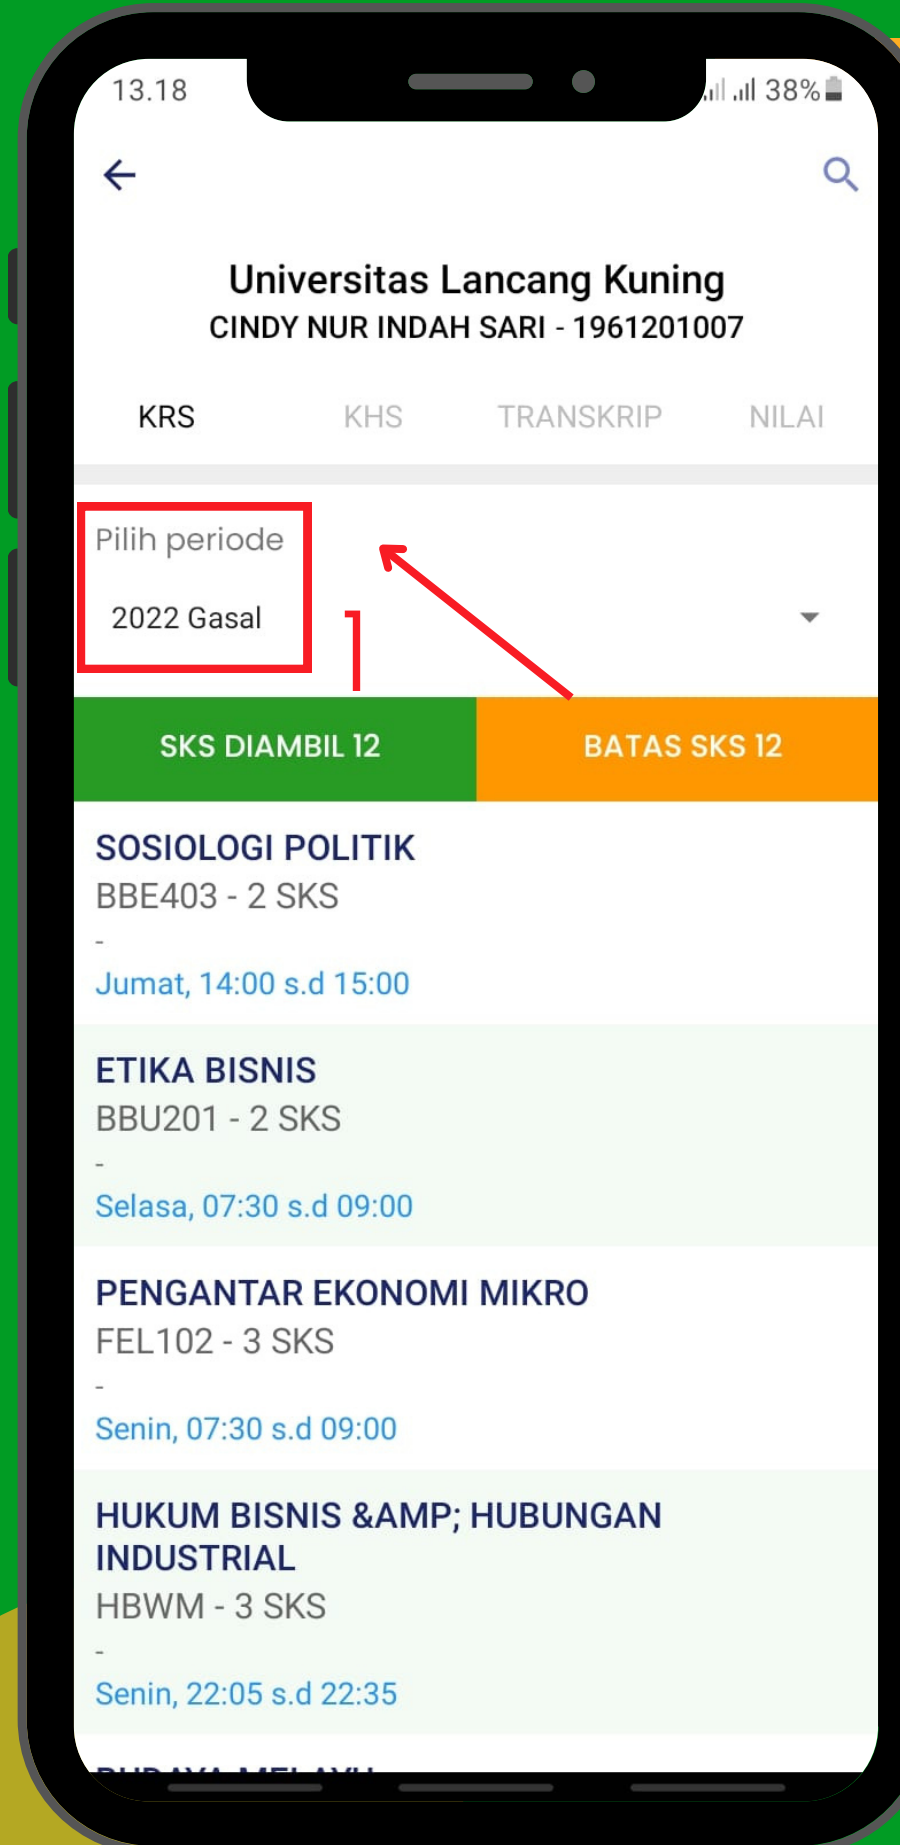 13.18
38%
Universitas Lancang Kuning
CINDY NUR INDAH SARI - 1961201007
KRS KHS TRANSKRIP NILAI
Pilih periode
2022 Gasal
1
SKS DIAMBIL 12 BATAS SKS 12
SOSIOLOGI POLITIK
BBE403 - 2 SKS
-
Jumat, 14:00 s.d 15:00
ETIKA BISNIS
BBU201 - 2 SKS
-
Selasa, 07:30 s.d 09:00
PENGANTAR EKONOMI MIKRO
FEL102 - 3 SKS
-
Senin, 07:30 s.d 09:00
HUKUM BISNIS &AMP; HUBUNGAN
INDUSTRIAL
HBWM - 3 SKS
-
Senin, 22:05 s.d 22:35
BUDAYA MELAYU